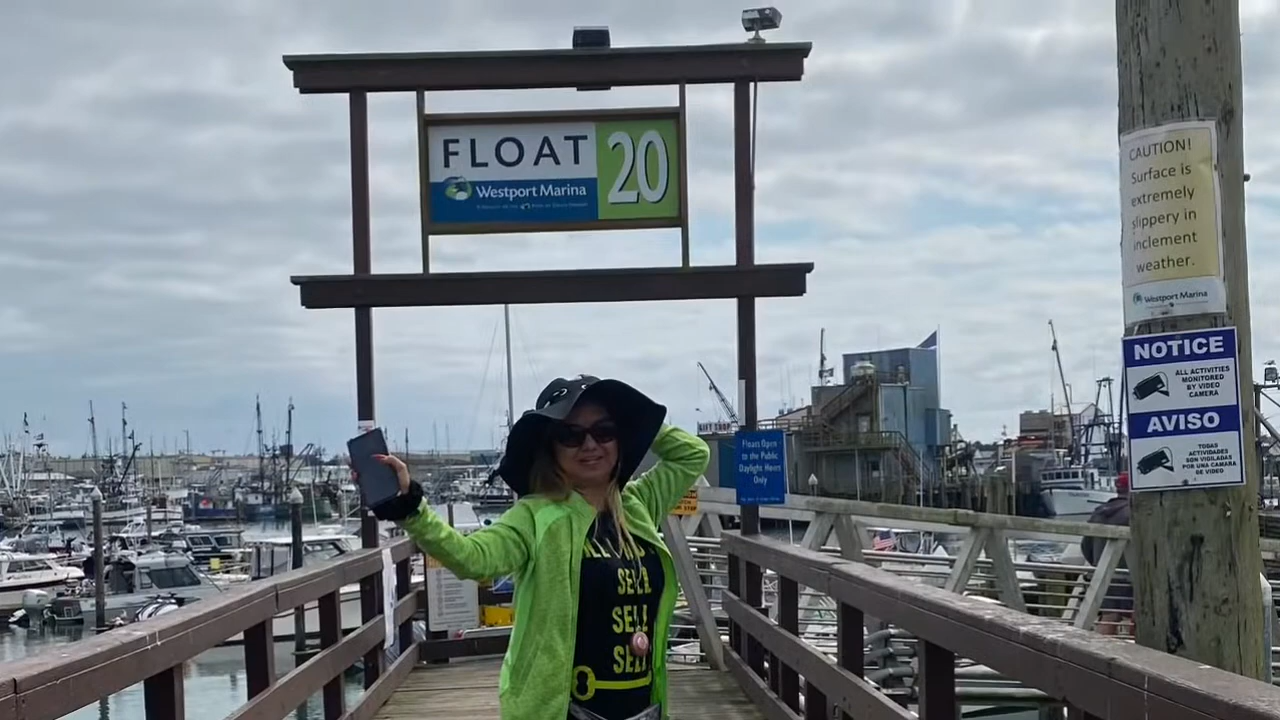 FLOAT 20
Westport Marina
CAUTION!
Surface is
extremely
slippery in
inclement
weather.
Westport Marina
NOTICE
ALL ACTIVITIES
MONITORED
BY VIDEO
CAMERA
AVISO
TODAS
ACTIVIDADES
SON VIGILADAS
POR UNA CAMARA
DE VIDEO
GIFT SHOP
Floats Open
to the Public
Daylight Hours
Only
SELL
SELL
SELL